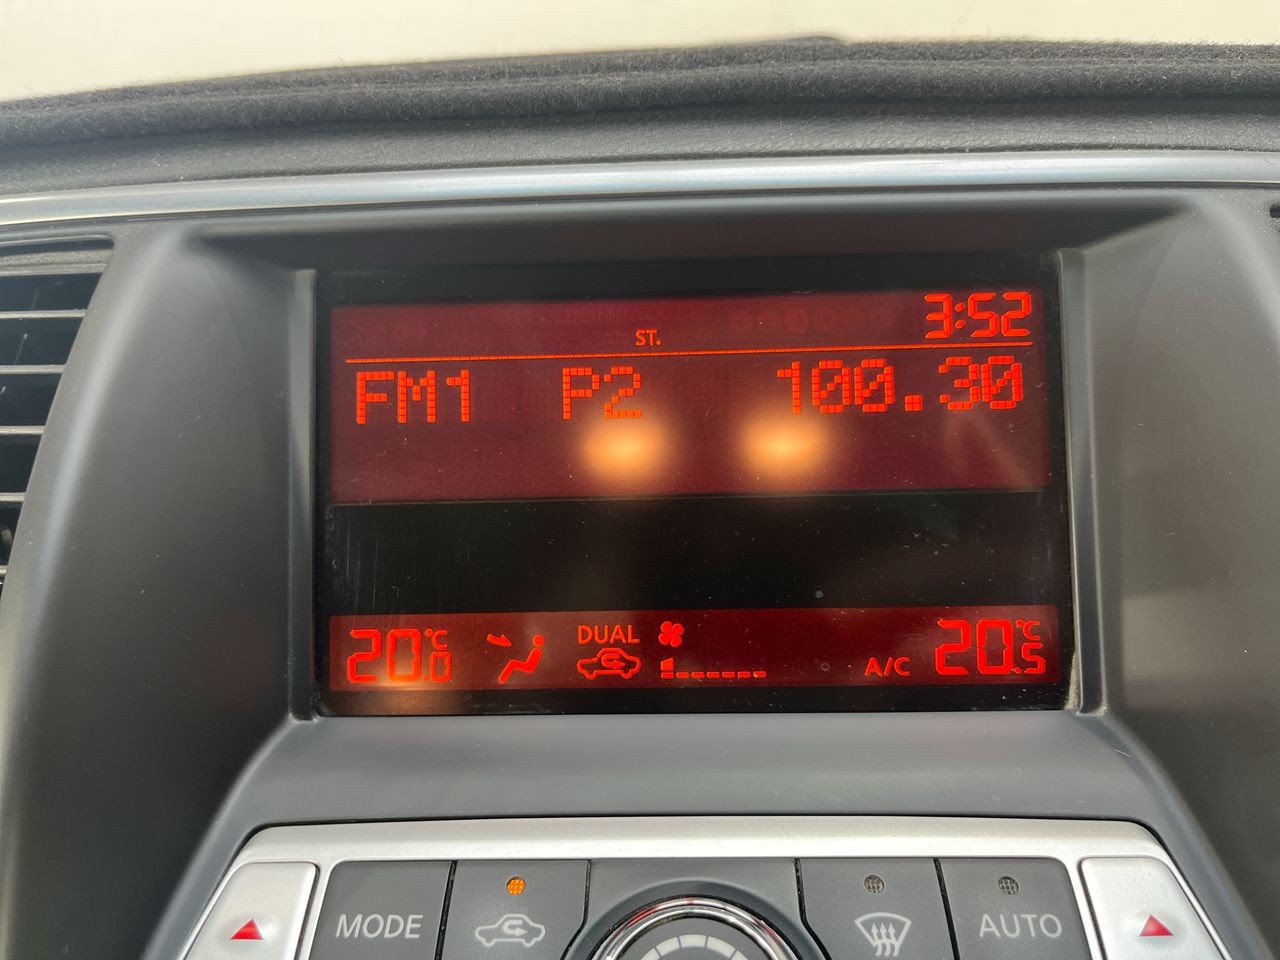 ST. 3:52
FM1 P2 100.30
20.0°C DUAL A/C 20.5°C
MODE AUTO